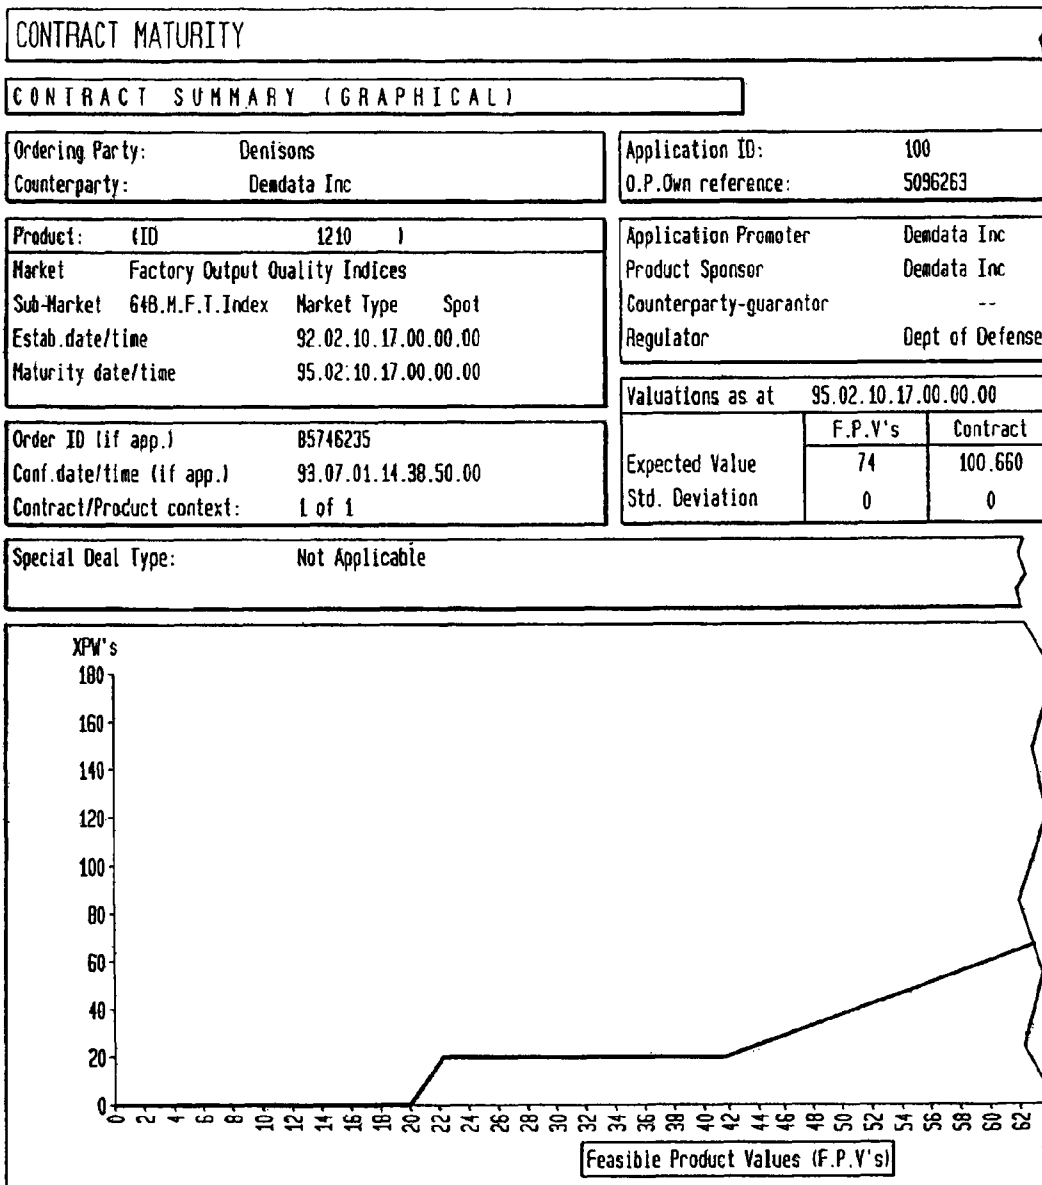 CONTRACT MATURITY
CONTRACT SUMMARY (GRAPHICAL)
Ordering Party: Denisons
Counterparty: Demdata Inc
Application ID: 100
O.P.Own reference: 5096263
Product: (ID 1210 )
Market Factory Output Quality Indices
Sub-Market 64B.M.F.T.Index Market Type Spot
Estab.date/time 92.02.10.17.00.00.00
Maturity date/time 95.02.10.17.00.00.00
Application Promoter Demdata Inc
Product Sponsor Demdata Inc
Counterparty-guarantor --
Regulator Dept of Defense
Order ID (if app.) B5746235
Conf.date/time (if app.) 93.07.01.14.38.50.00
Contract/Product context: 1 of 1
Valuations as at 95.02.10.17.00.00.00
F.P.V's Contract
Expected Value 74 100.660
Std. Deviation 0 0
Special Deal Type: Not Applicable
XPW's
180
160
140
120
100
80
60
40
20
0
0 2 4 6 8 10 12 14 16 18 20 22 24 26 28 30 32 34 36 38 40 42 44 46 48 50 52 54 56 58 60 62
Feasible Product Values (F.P.V's)